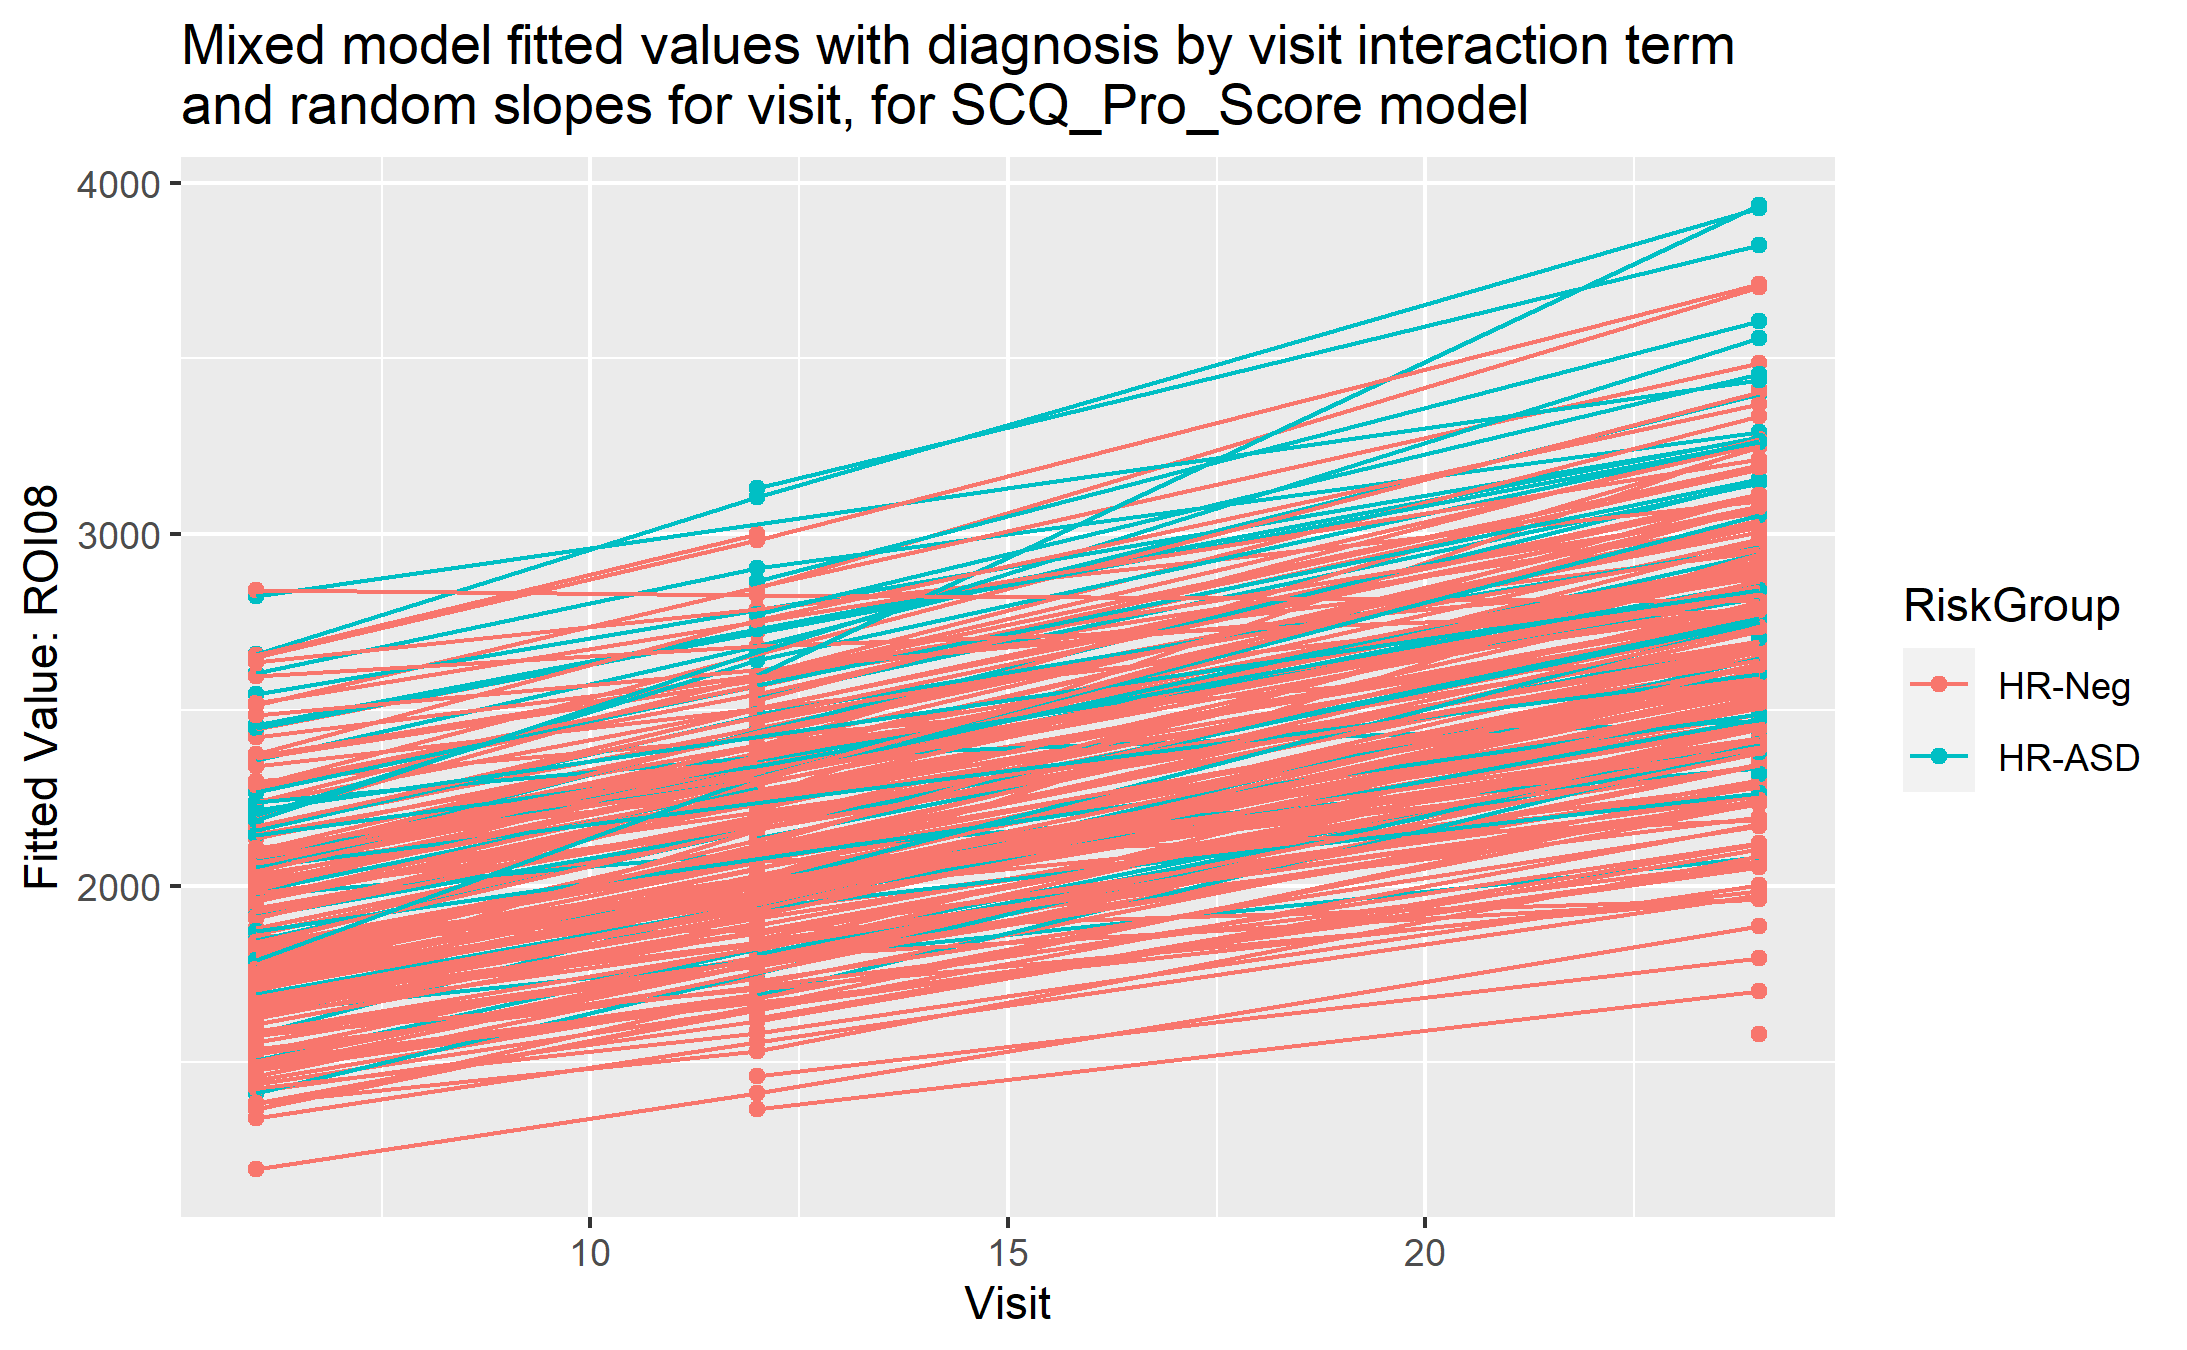 Mixed model fitted values with diagnosis by visit interaction term
and random slopes for visit, for SCQ_Pro_Score model
4000
3000
2000
Fitted Value: ROI08
10
15
20
Visit
RiskGroup
HR-Neg
HR-ASD